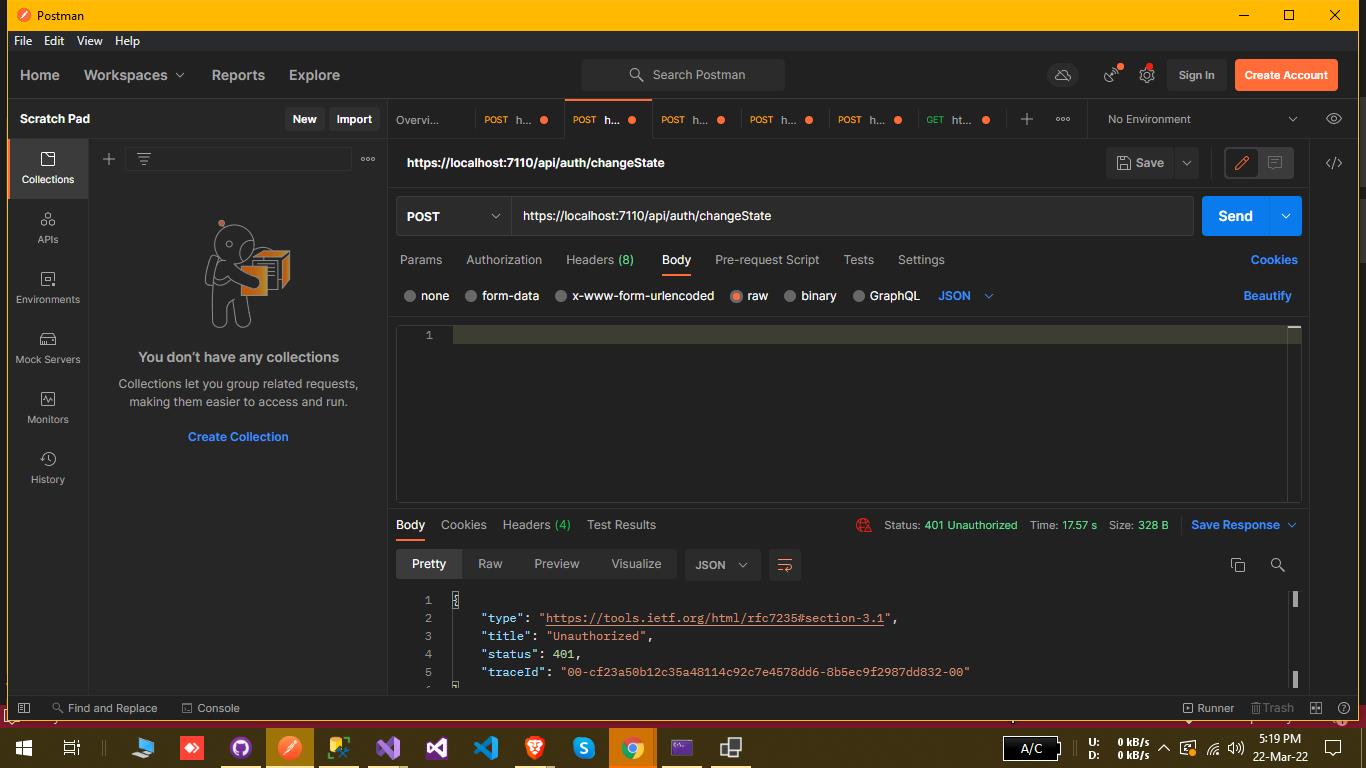 Postman
File Edit View Help
Home Workspaces Reports Explore Search Postman Sign In Create Account
Scratch Pad New Import
Overvi... POST h... POST h... POST h... POST h... POST h... GET ht... No Environment
https://localhost:7110/api/auth/changeState Save
POST https://localhost:7110/api/auth/changeState Send
Params Authorization Headers (8) Body Pre-request Script Tests Settings Cookies
none form-data x-www-form-urlencoded raw binary GraphQL JSON Beautify
1
Collections
APIs
Environments
Mock Servers
Monitors
History
You don't have any collections
Collections let you group related requests,
making them easier to access and run.
Create Collection
Body Cookies Headers (4) Test Results Status: 401 Unauthorized Time: 17.57 s Size: 328 B Save Response
Pretty Raw Preview Visualize JSON
1 {
2 "type": "https://tools.ietf.org/html/rfc7235#section-3.1",
3 "title": "Unauthorized",
4 "status": 401,
5 "traceId": "00-cf23a50b12c35a48114c92c7e4578dd6-8b5ec9f2987dd832-00"
Find and Replace Console Runner Trash
A/C U: 0 kB/s 5:19 PM
D: 0 kB/s 22-Mar-22